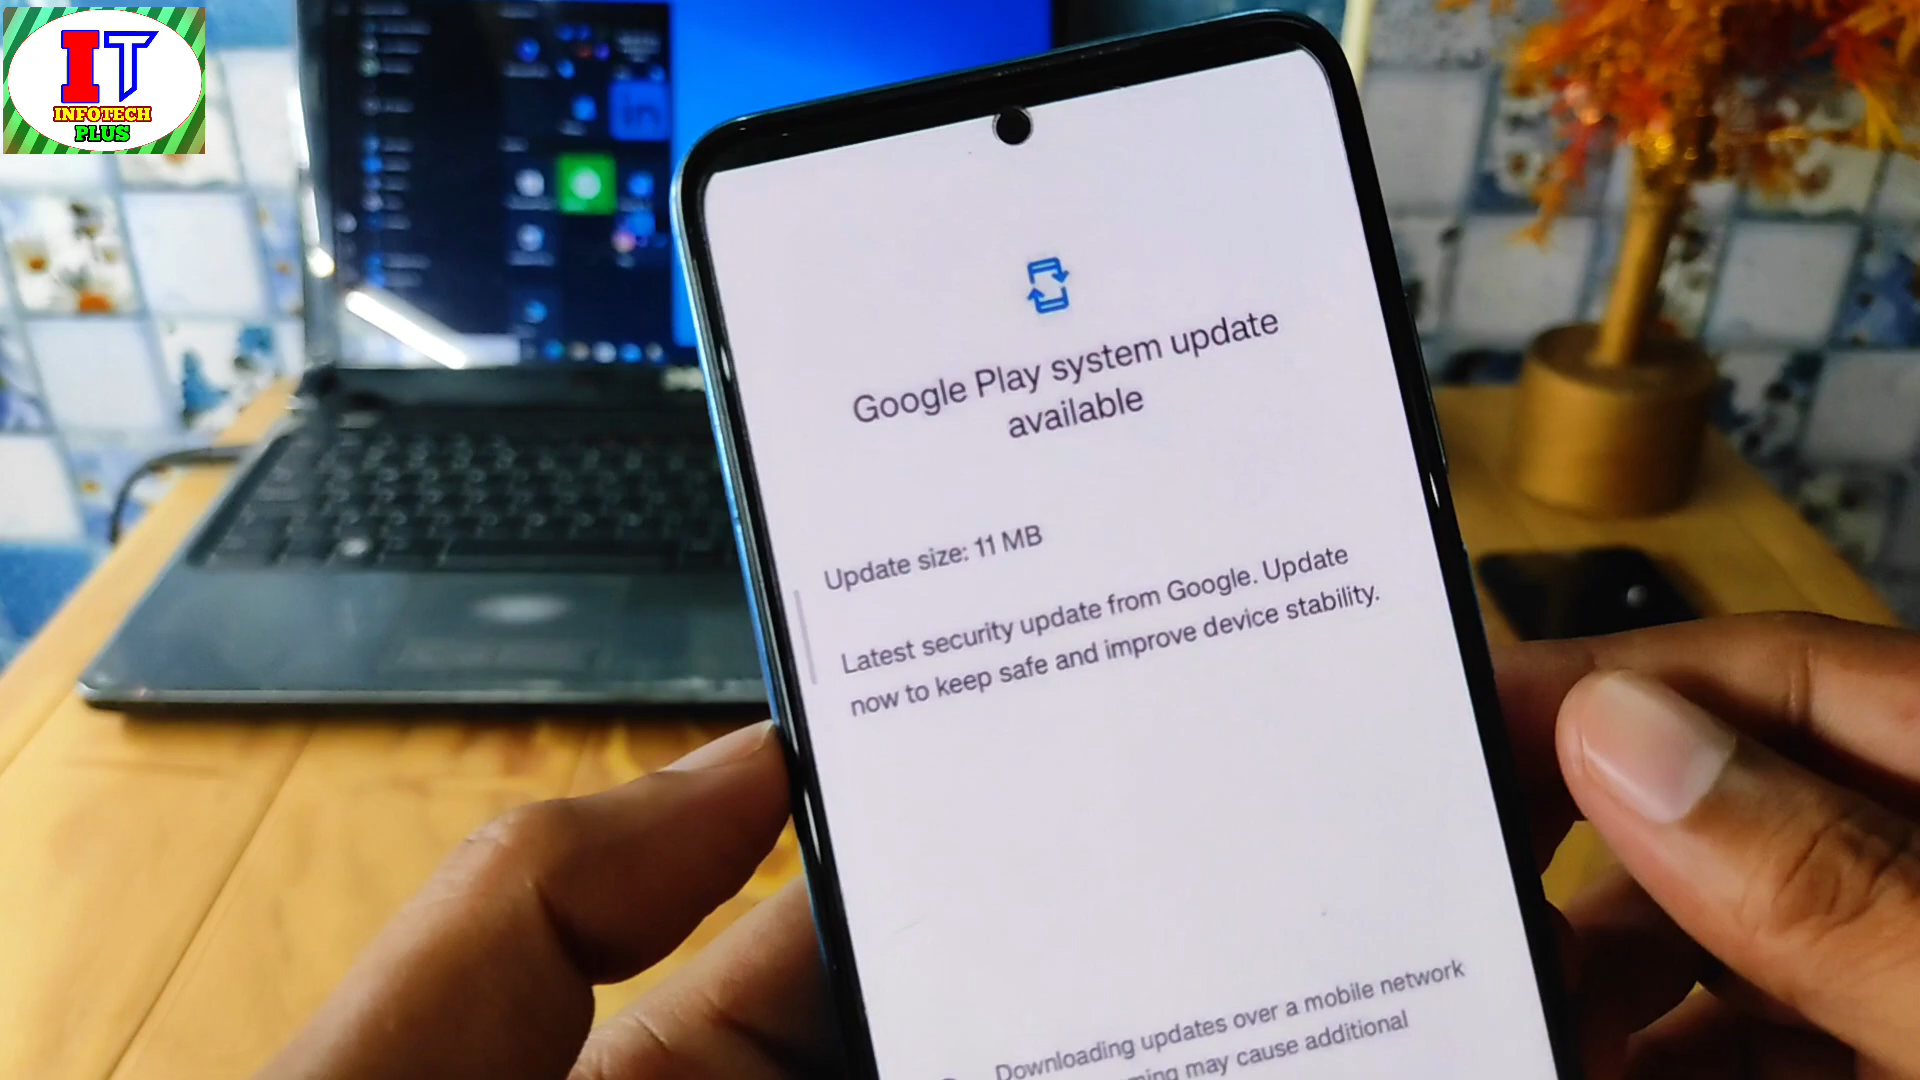 IT
INFOTECH
PLUS
Google Play system update
available
Update size: 11 MB
Latest security update from Google. Update
now to keep safe and improve device stability.
Downloading updates over a mobile network
may cause additional